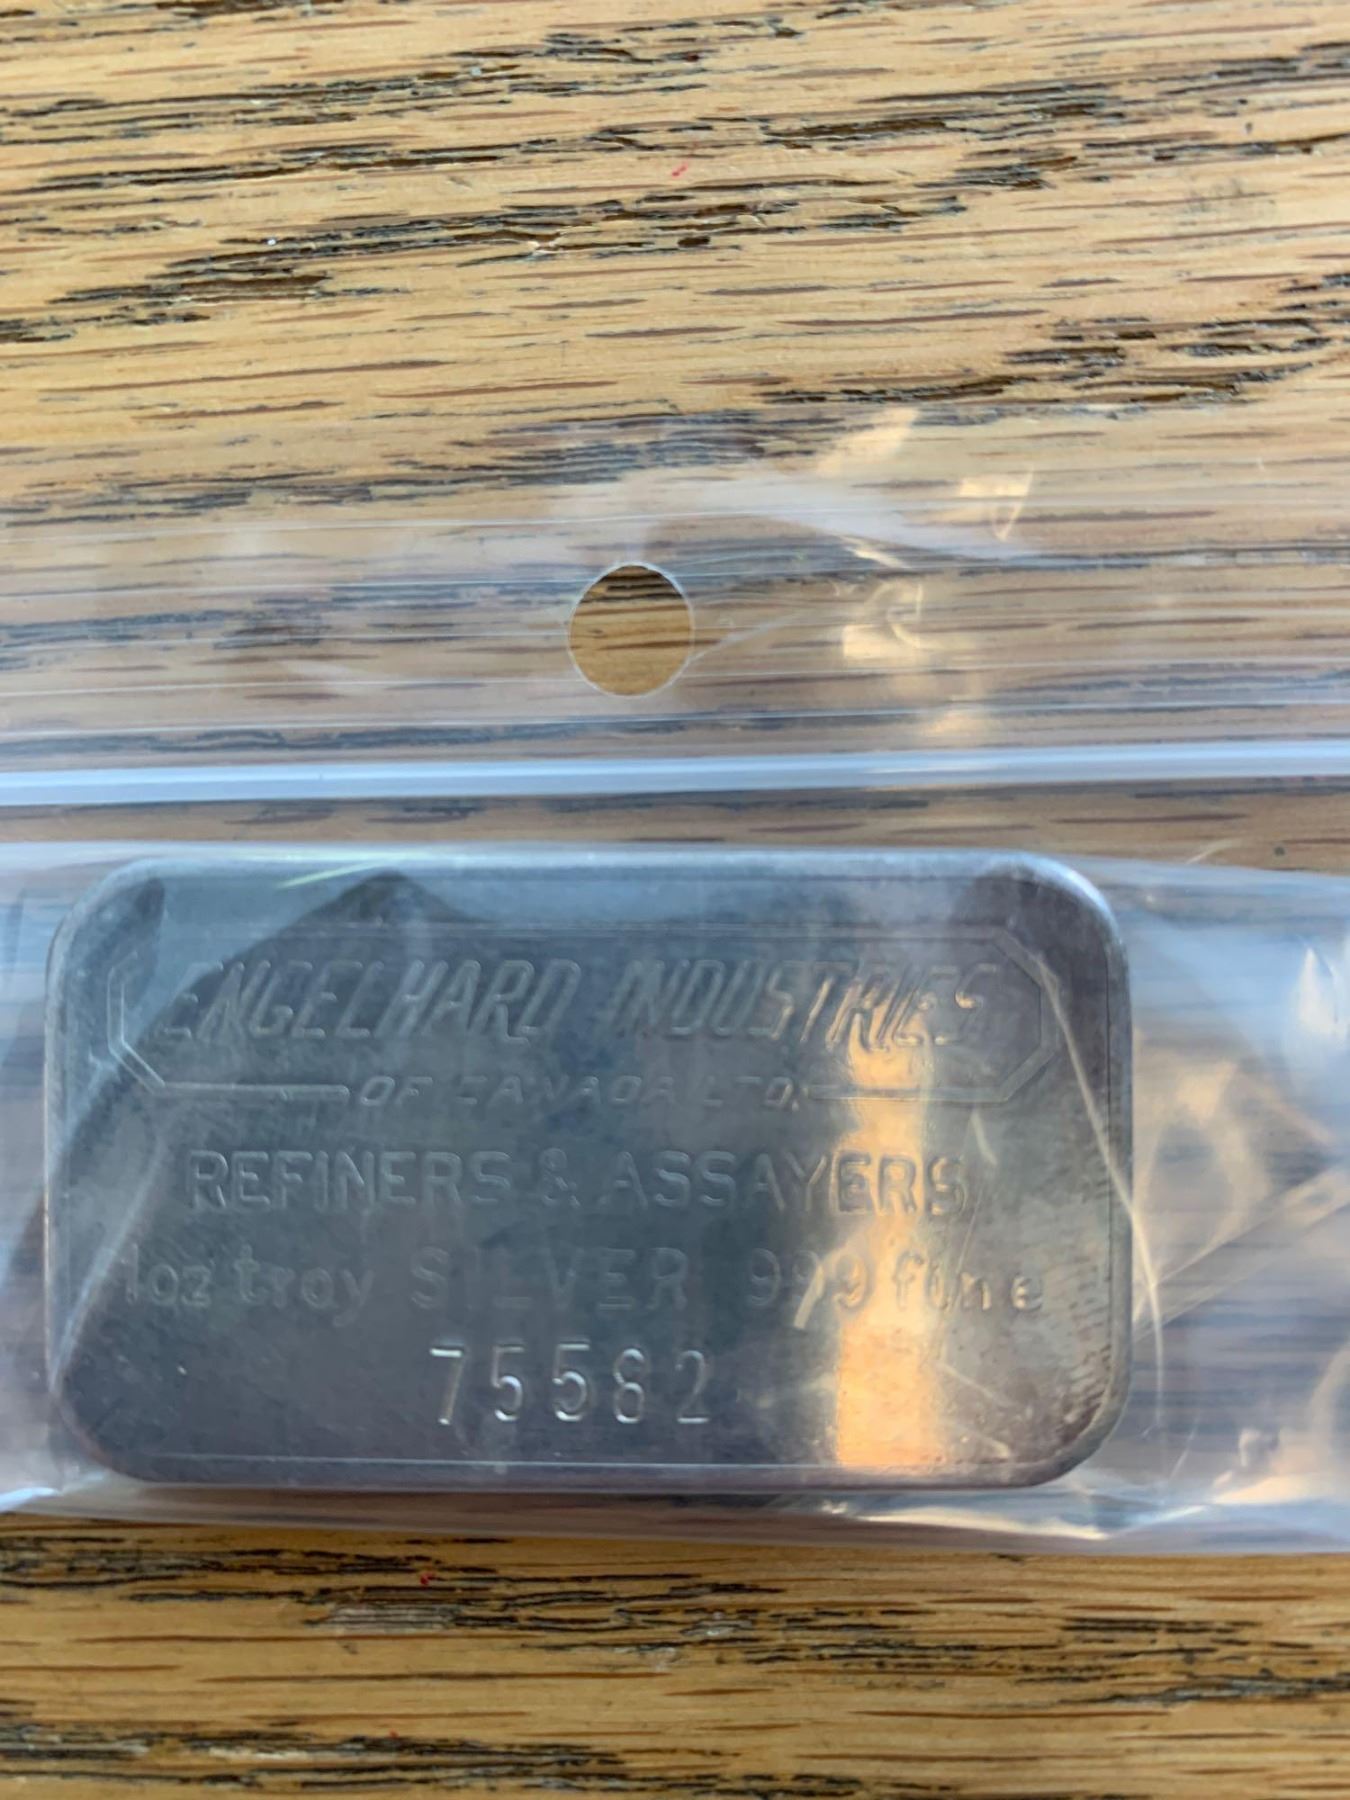 ENGELHARD INDUSTRIES
OF CANADA LTD.
REFINERS & ASSAYERS
1oz troy SILVER 999 fine
75582